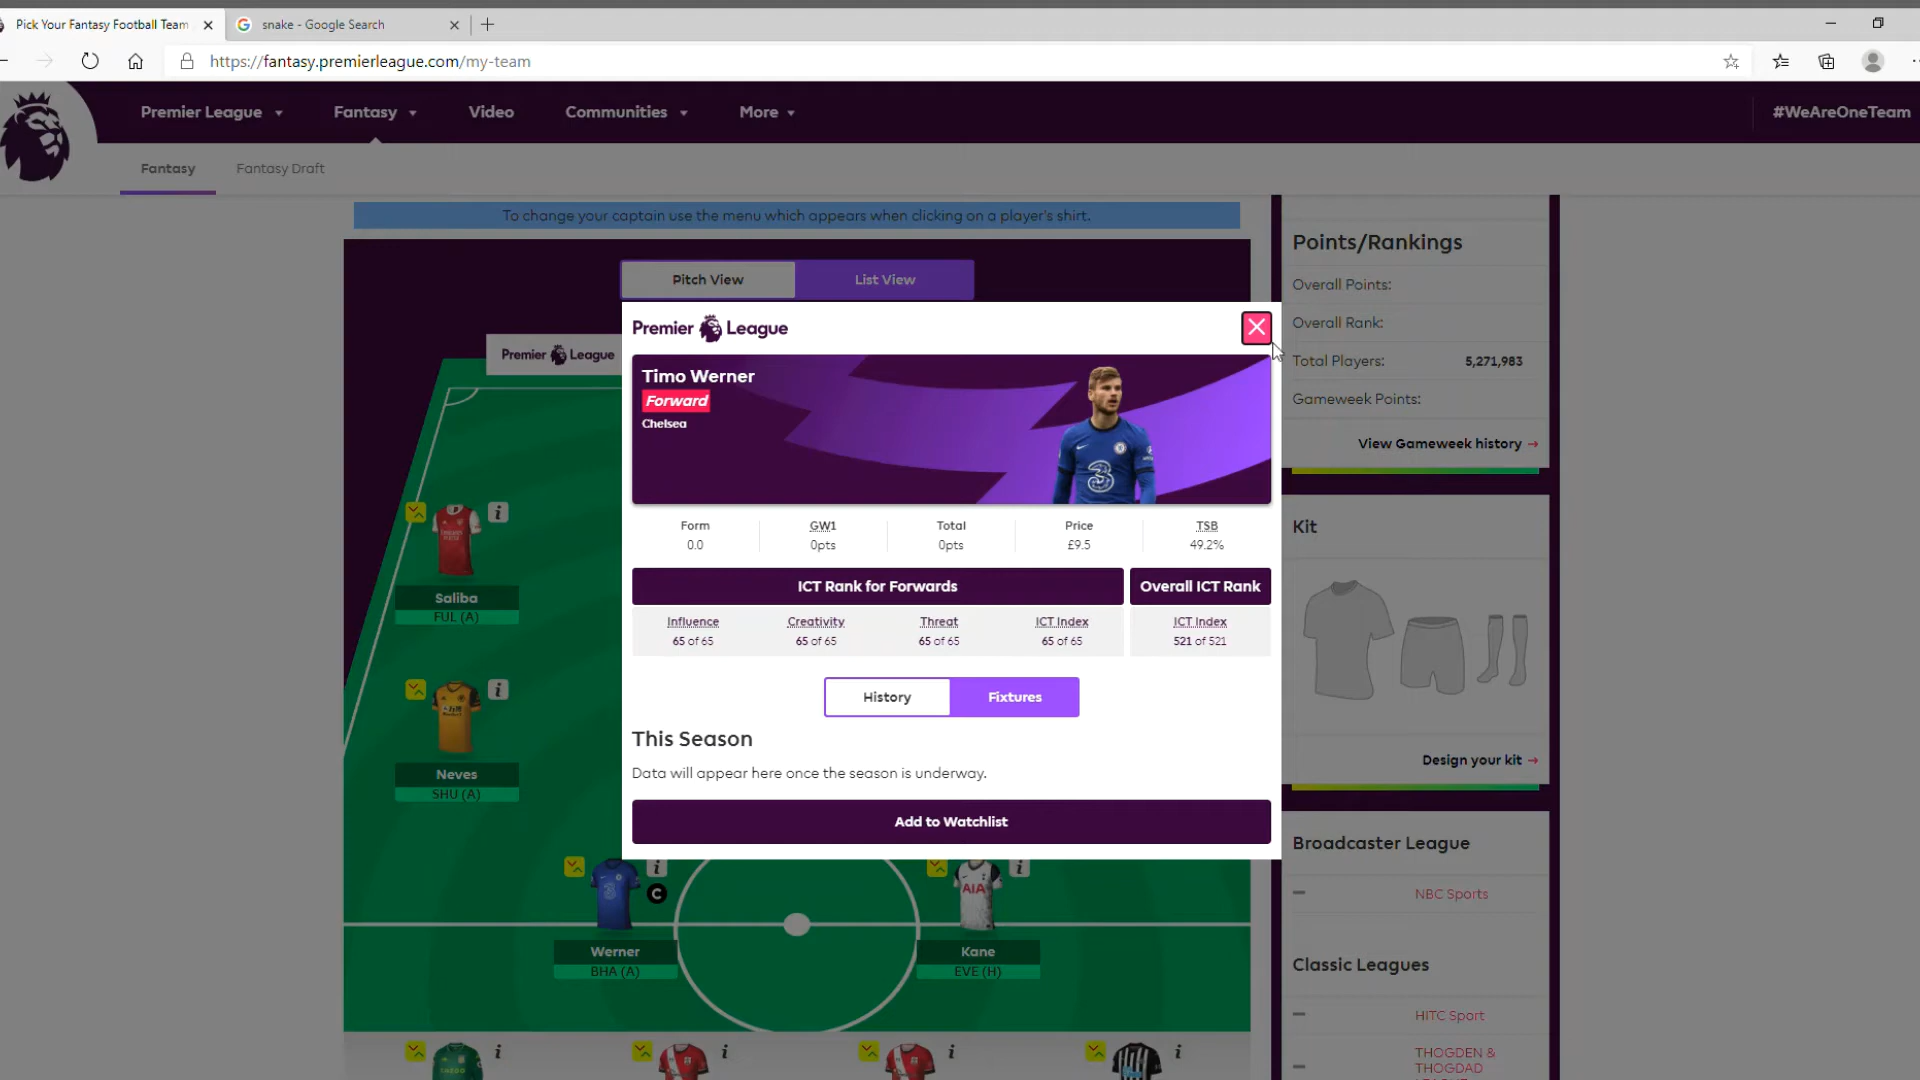 Pick Your Fantasy Football Team
snake - Google Search
https://fantasy.premierleague.com/my-team
Premier League
Fantasy
Video
Communities
More
#WeAreOneTeam
Fantasy
Fantasy Draft
To change your captain use the menu which appears when clicking on a player's shirt.
Pitch View
List View
Premier League
Premier League
Timo Werner
Forward
Chelsea
Form
0.0
GW1
0pts
Total
0pts
Price
£9.5
TSB
49.2%
ICT Rank for Forwards
Overall ICT Rank
Influence
65 of 65
Creativity
65 of 65
Threat
65 of 65
ICT Index
65 of 65
ICT Index
521 of 521
History
Fixtures
This Season
Data will appear here once the season is underway.
Add to Watchlist
Saliba
FUL (A)
Neves
SHU (A)
C
AIA
Werner
BHA (A)
Kane
EVE (H)
Points/Rankings
Overall Points:
Overall Rank:
Total Players: 5,271,983
Gameweek Points:
View Gameweek history →
Kit
Design your kit →
Broadcaster League
NBC Sports
Classic Leagues
HITC Sport
THOGDEN &
THOGDAD